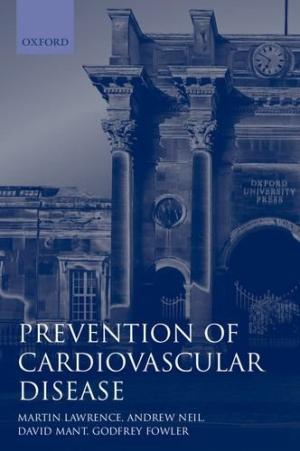 OXFORD
OXFORD
UNIVERSITY
PRESS
PREVENTION OF
CARDIOVASCULAR
DISEASE
MARTIN LAWRENCE, ANDREW NEIL,
DAVID MANT, GODFREY FOWLER